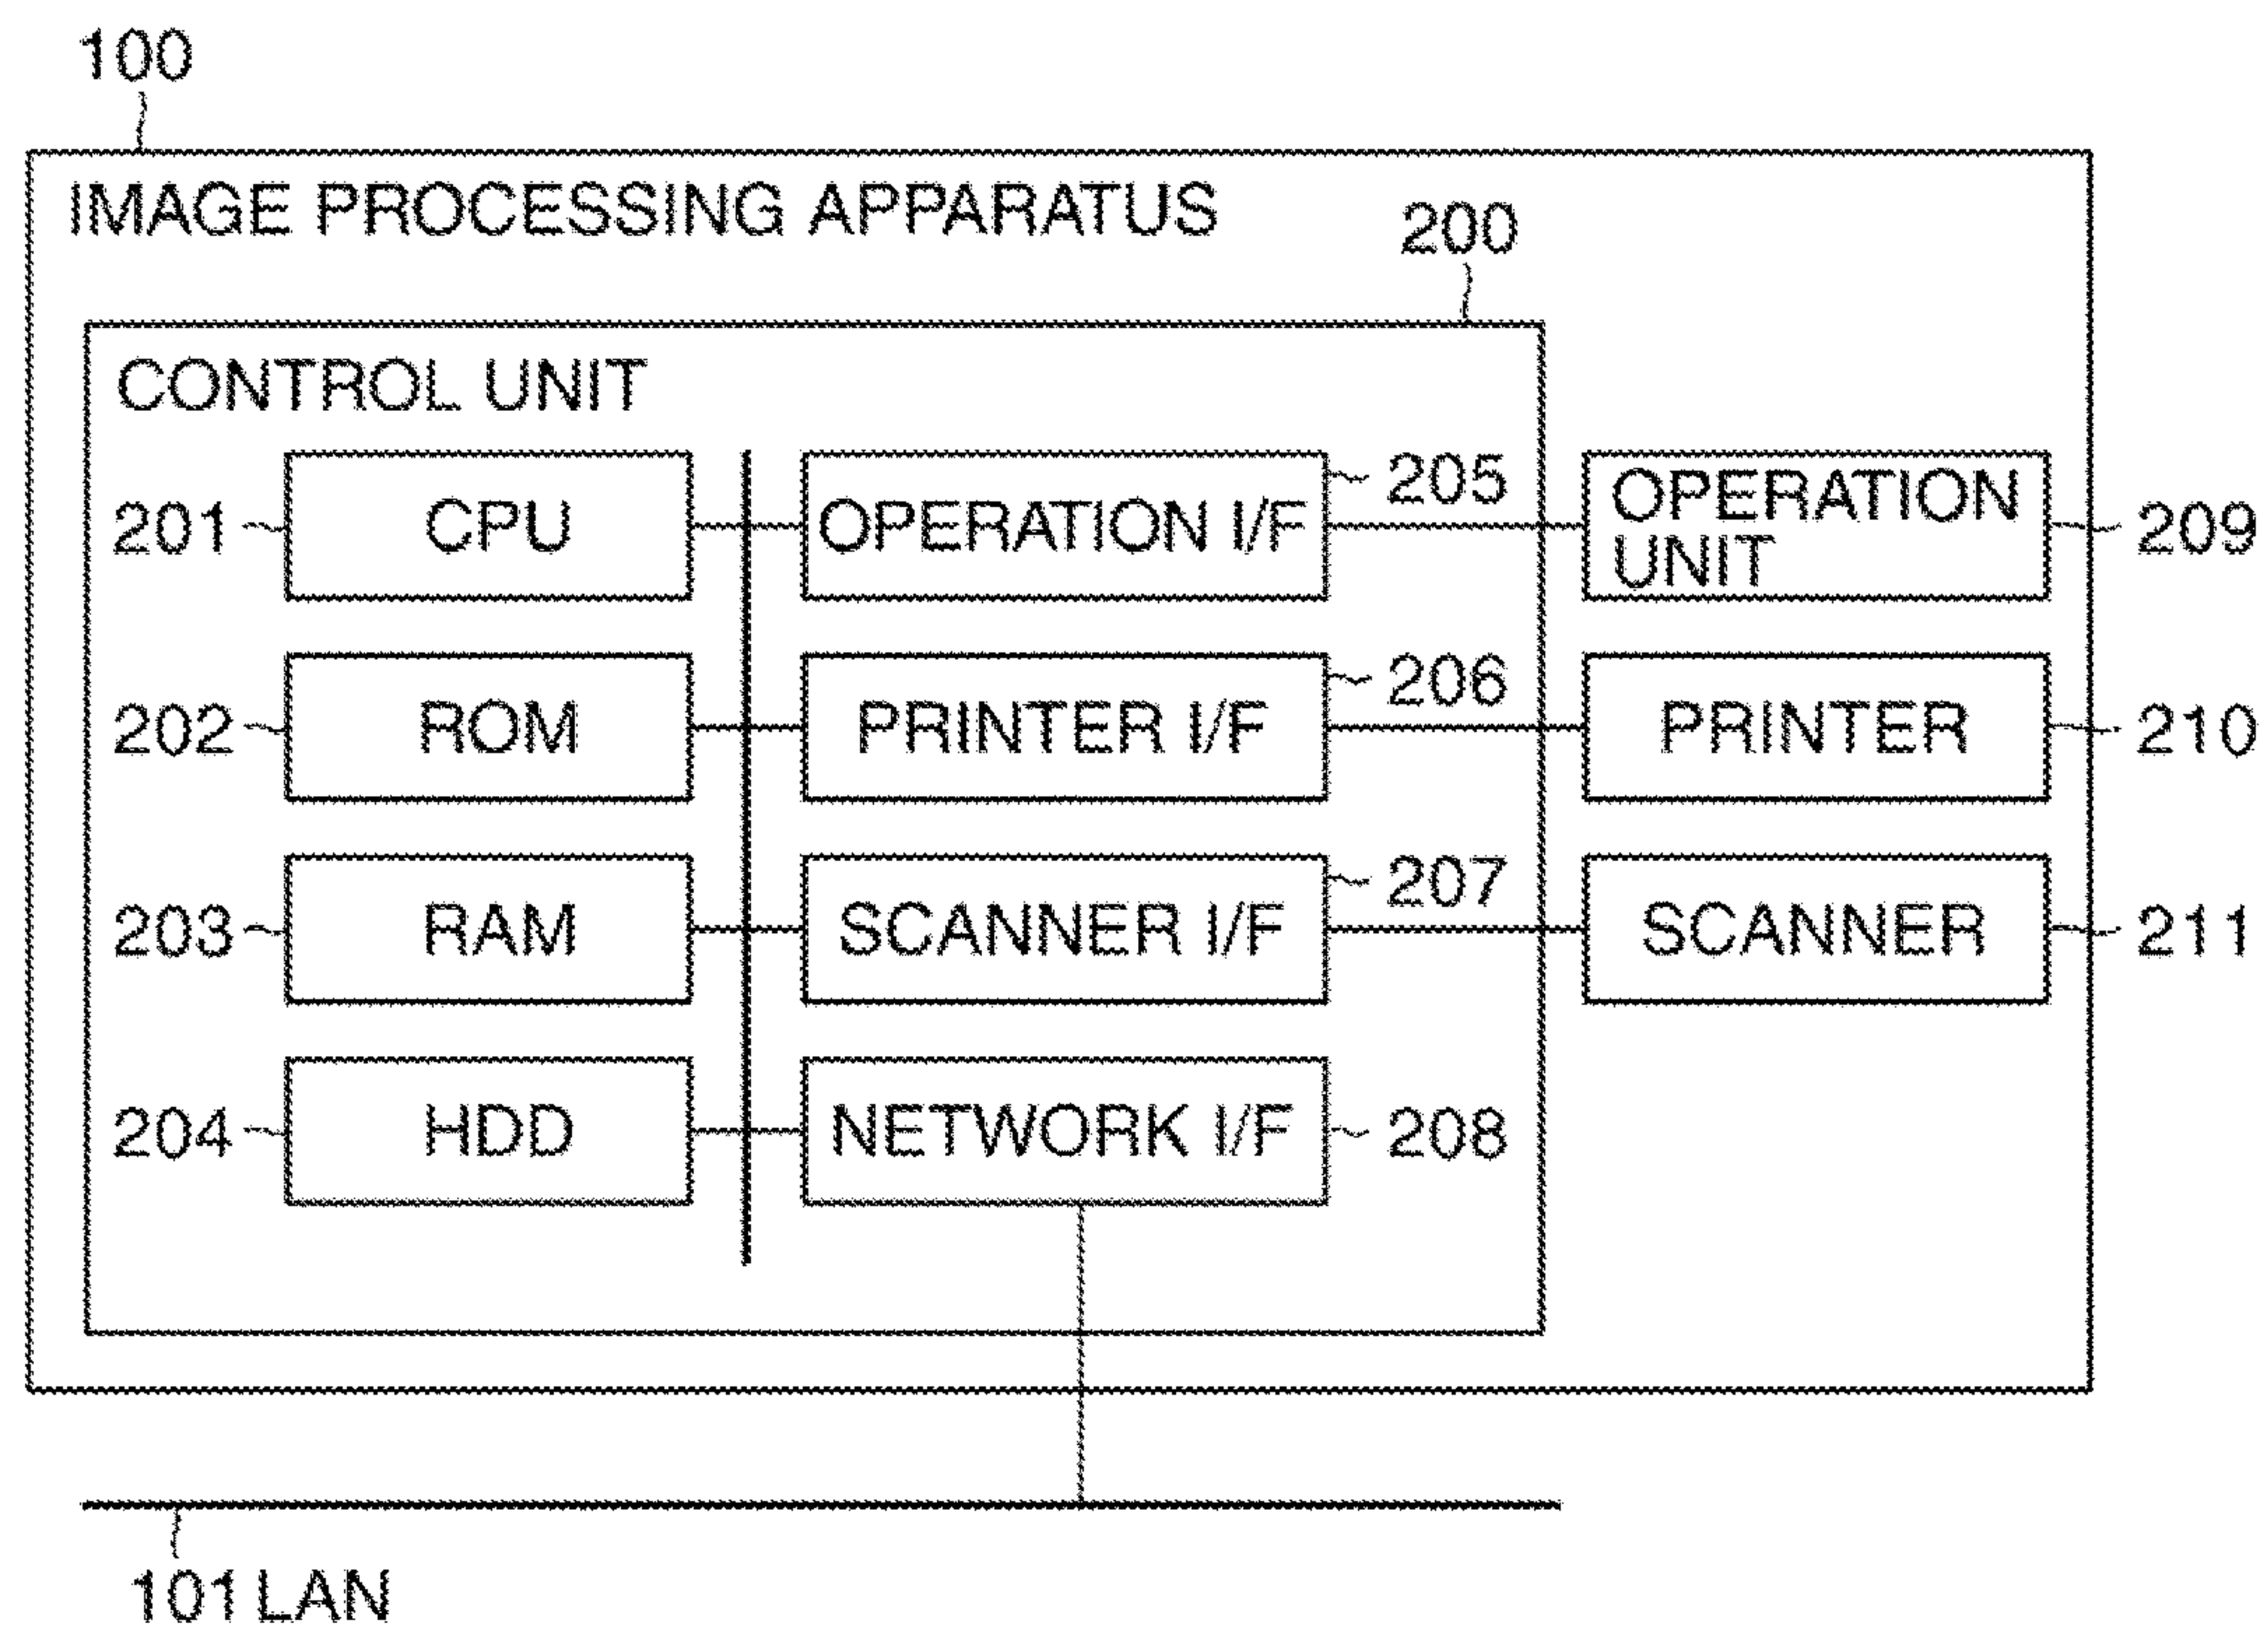 100
IMAGE PROCESSING APPARATUS
200
CONTROL UNIT
201
CPU
OPERATION I/F
205
OPERATION
UNIT
209
202
ROM
PRINTER I/F
206
PRINTER
210
203
RAM
SCANNER I/F
207
SCANNER
211
204
HDD
NETWORK I/F
208
101 LAN